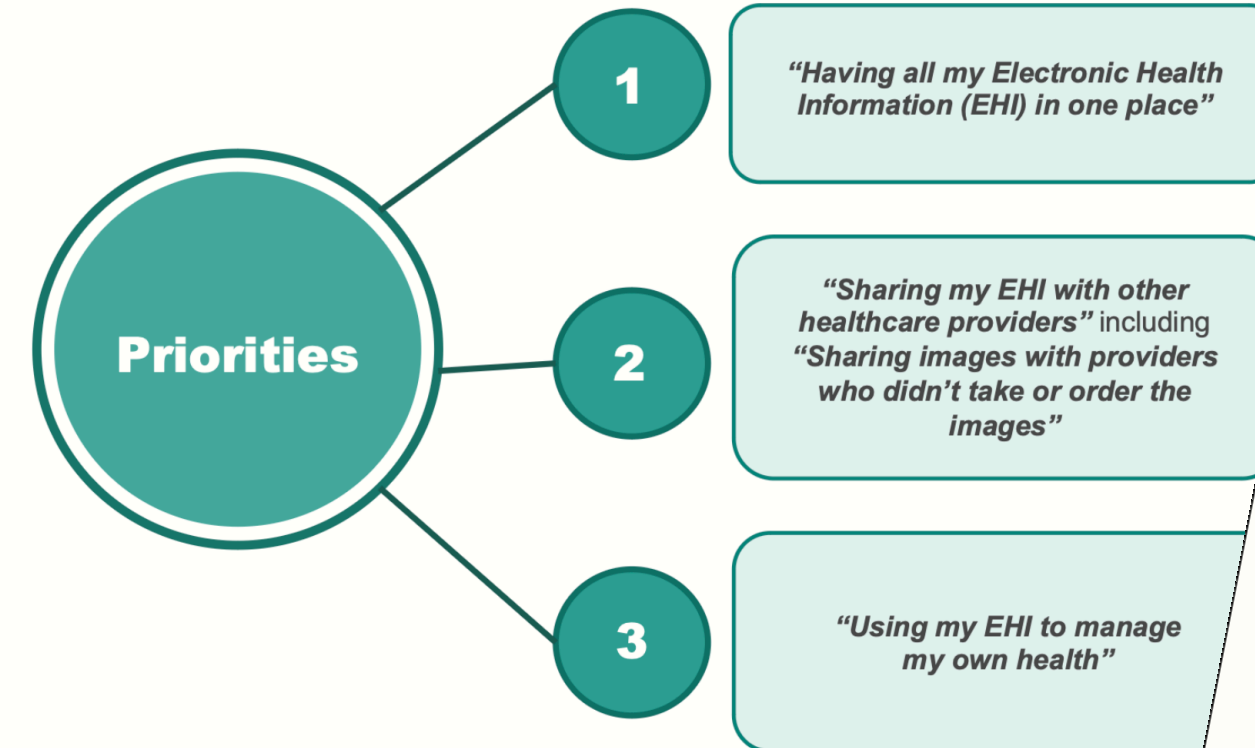 Priorities
1
“Having all my Electronic Health
Information (EHI) in one place”
2
“Sharing my EHI with other
healthcare providers” including
“Sharing images with providers
who didn’t take or order the
images”
3
“Using my EHI to manage
my own health”